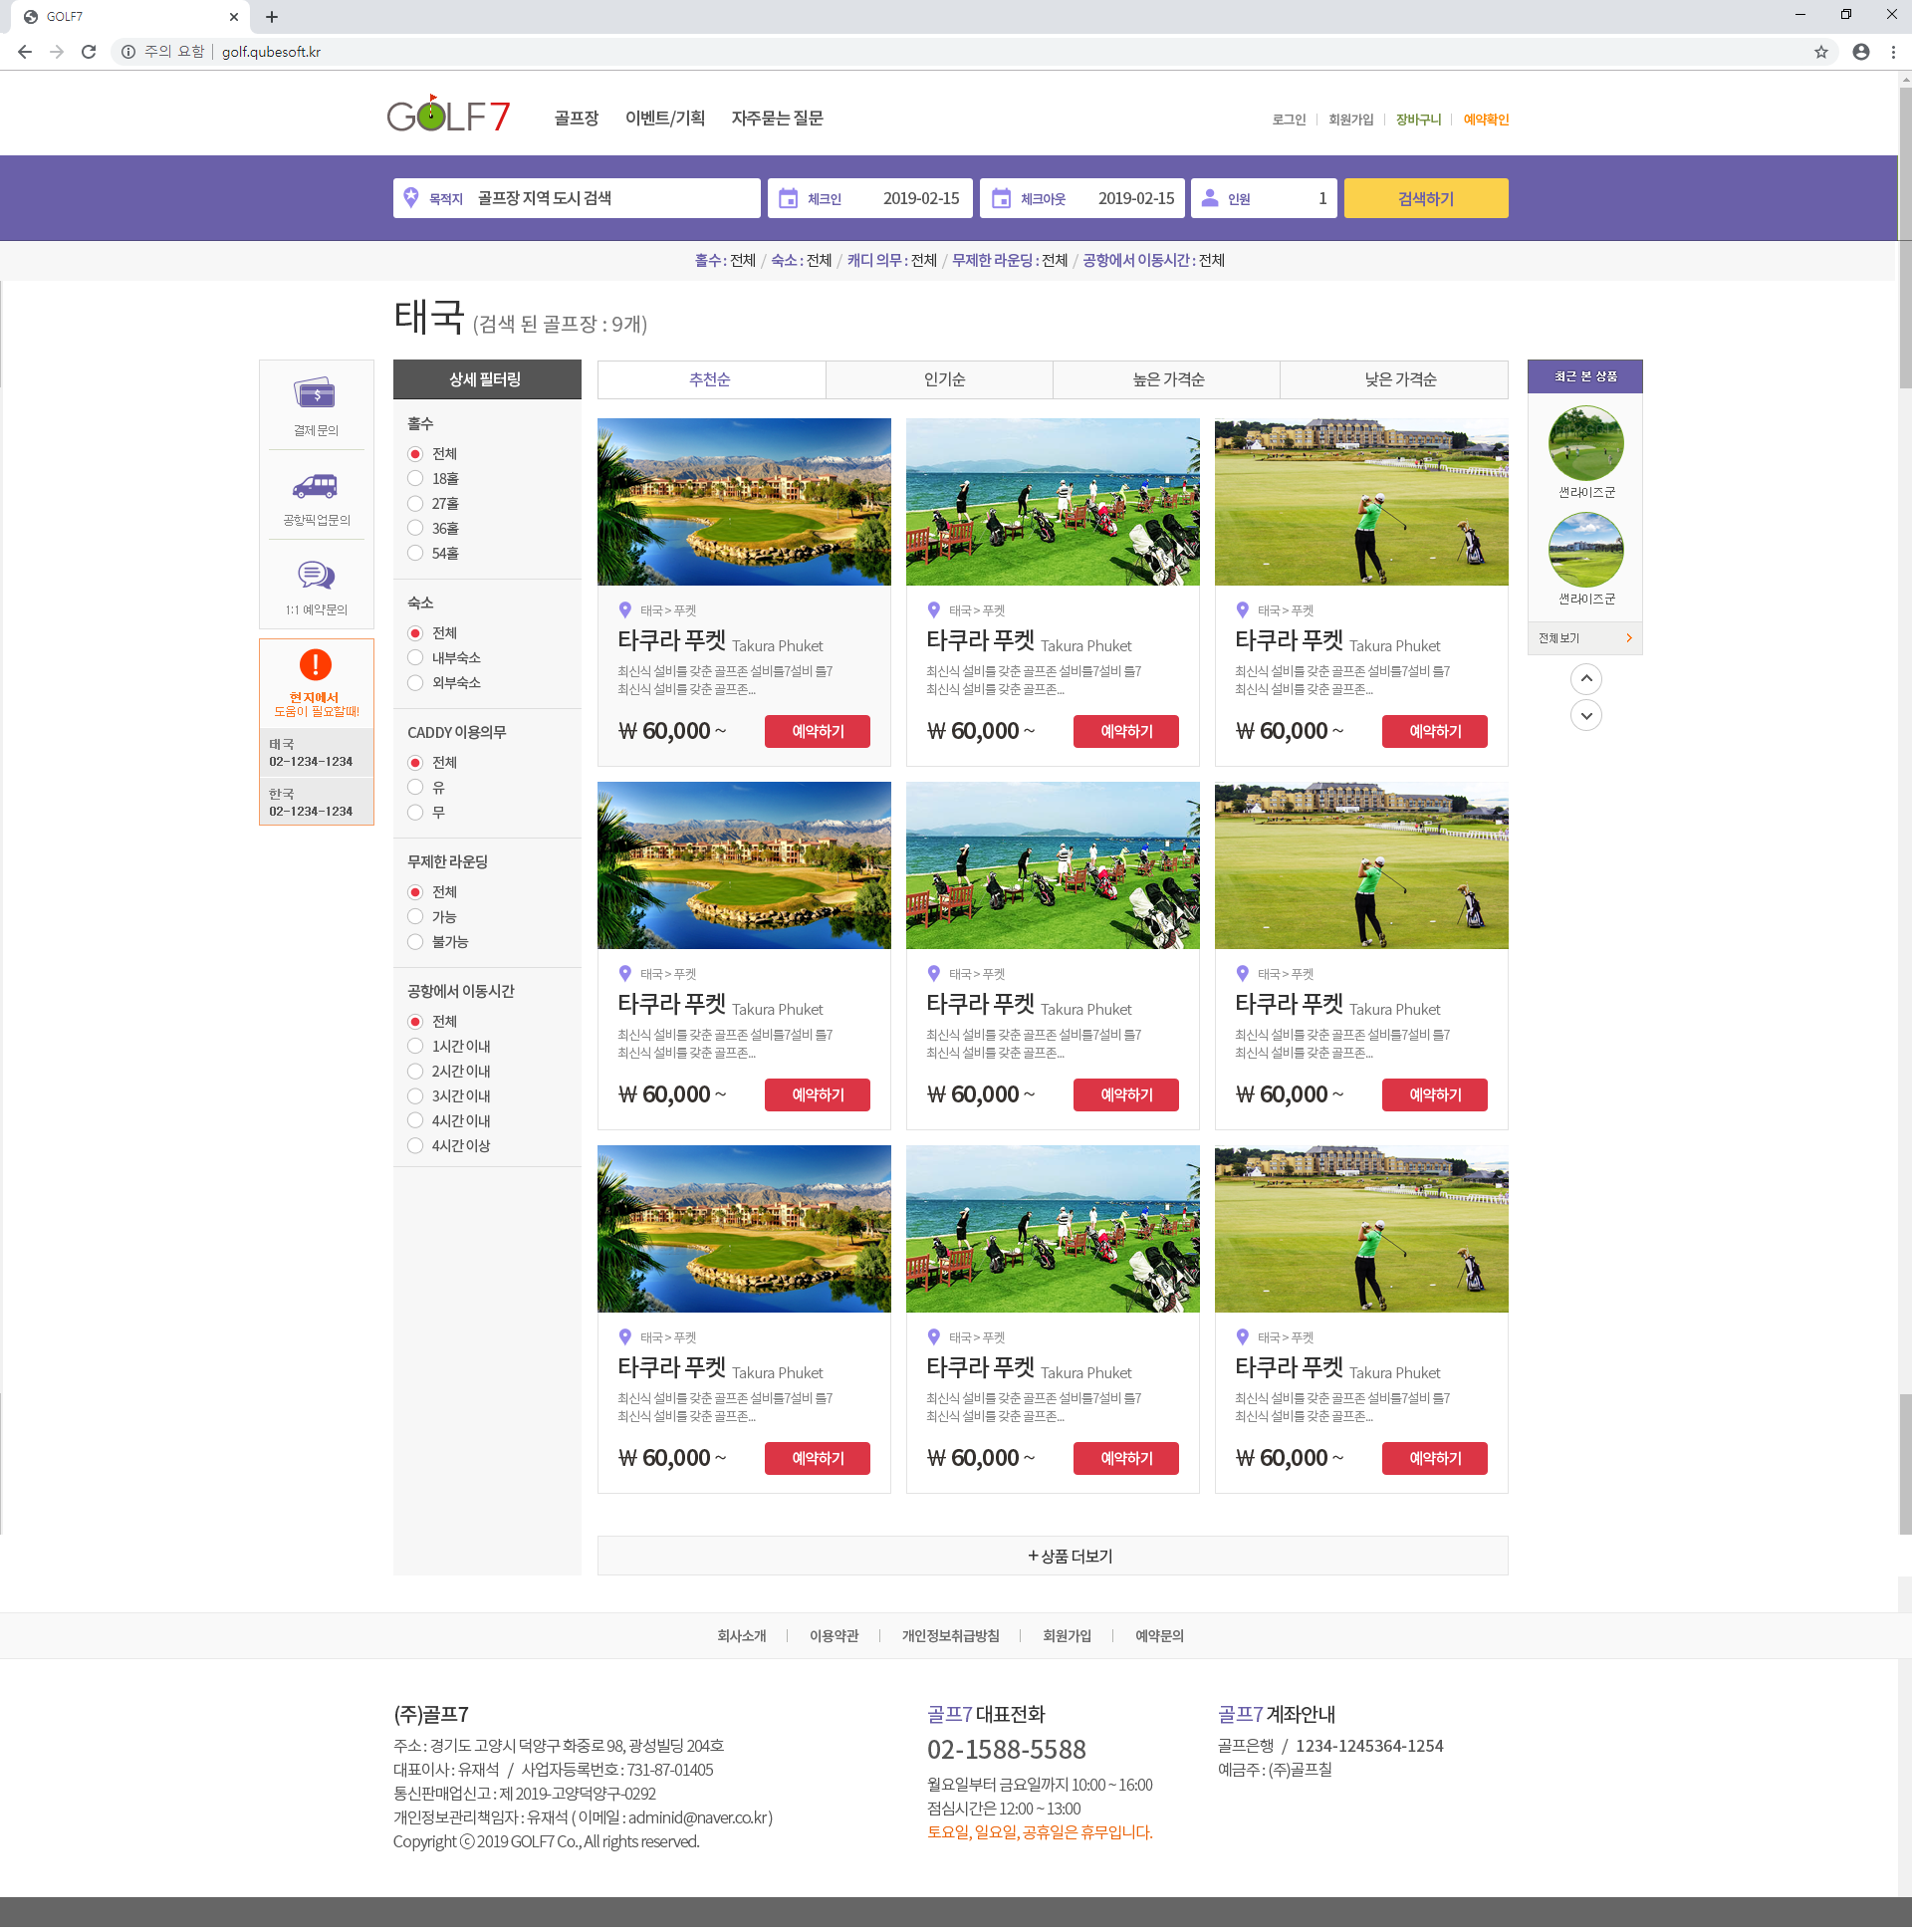 GOLF7
주의 요함 | golf.qubesoft.kr
GOLF7 골프장 이벤트/기획 자주묻는 질문
로그인 회원가입 장바구니 예약확인
목적지 골프장 지역 도시 검색 체크인 2019-02-15 체크아웃 2019-02-15 인원 1 검색하기
홀수 : 전체 / 숙소 : 전체 / 캐디 의무 : 전체 / 무제한 라운딩 : 전체 / 공항에서 이동시간 : 전체
태국 (검색 된 골프장 : 9개)
결제문의
공항픽업문의
1:1 예약문의
현지에서
도움이 필요할때!
태국
02-1234-1234
한국
02-1234-1234
상세 필터링
홀수
전체
18홀
27홀
36홀
54홀
숙소
전체
내부숙소
외부숙소
CADDY 이용의무
전체
유
무
무제한 라운딩
전체
가능
불가능
공항에서 이동시간
전체
1시간 이내
2시간 이내
3시간 이내
4시간 이내
4시간 이상
추천순 인기순 높은 가격순 낮은 가격순
태국 > 푸켓
타쿠라 푸켓 Takura Phuket
최신식 설비를 갖춘 골프존 설비를7설비 틀7
최신식 설비를 갖춘 골프존...
₩ 60,000 ~ 예약하기
태국 > 푸켓
타쿠라 푸켓 Takura Phuket
최신식 설비를 갖춘 골프존 설비를7설비 틀7
최신식 설비를 갖춘 골프존...
₩ 60,000 ~ 예약하기
태국 > 푸켓
타쿠라 푸켓 Takura Phuket
최신식 설비를 갖춘 골프존 설비를7설비 틀7
최신식 설비를 갖춘 골프존...
₩ 60,000 ~ 예약하기
태국 > 푸켓
타쿠라 푸켓 Takura Phuket
최신식 설비를 갖춘 골프존 설비를7설비 틀7
최신식 설비를 갖춘 골프존...
₩ 60,000 ~ 예약하기
태국 > 푸켓
타쿠라 푸켓 Takura Phuket
최신식 설비를 갖춘 골프존 설비를7설비 틀7
최신식 설비를 갖춘 골프존...
₩ 60,000 ~ 예약하기
태국 > 푸켓
타쿠라 푸켓 Takura Phuket
최신식 설비를 갖춘 골프존 설비를7설비 틀7
최신식 설비를 갖춘 골프존...
₩ 60,000 ~ 예약하기
태국 > 푸켓
타쿠라 푸켓 Takura Phuket
최신식 설비를 갖춘 골프존 설비를7설비 틀7
최신식 설비를 갖춘 골프존...
₩ 60,000 ~ 예약하기
태국 > 푸켓
타쿠라 푸켓 Takura Phuket
최신식 설비를 갖춘 골프존 설비를7설비 틀7
최신식 설비를 갖춘 골프존...
₩ 60,000 ~ 예약하기
태국 > 푸켓
타쿠라 푸켓 Takura Phuket
최신식 설비를 갖춘 골프존 설비를7설비 틀7
최신식 설비를 갖춘 골프존...
₩ 60,000 ~ 예약하기
+ 상품 더보기
최근 본 상품
썬라이즈군
썬라이즈군
전체보기
회사소개 이용약관 개인정보취급방침 회원가입 예약문의
(주)골프7
주소 : 경기도 고양시 덕양구 화중로 98, 광성빌딩 204호
대표이사 : 유재석 / 사업자등록번호 : 731-87-01405
통신판매업신고 : 제 2019-고양덕양구-0292
개인정보관리책임자 : 유재석 ( 이메일 : adminid@naver.co.kr )
Copyright ⓒ 2019 GOLF7 Co., All rights reserved.
골프7 대표전화
02-1588-5588
월요일부터 금요일까지 10:00 ~ 16:00
점심시간은 12:00 ~ 13:00
토요일, 일요일, 공휴일은 휴무입니다.
골프7 계좌안내
골프은행 / 1234-1245364-1254
예금주 : (주)골프칠